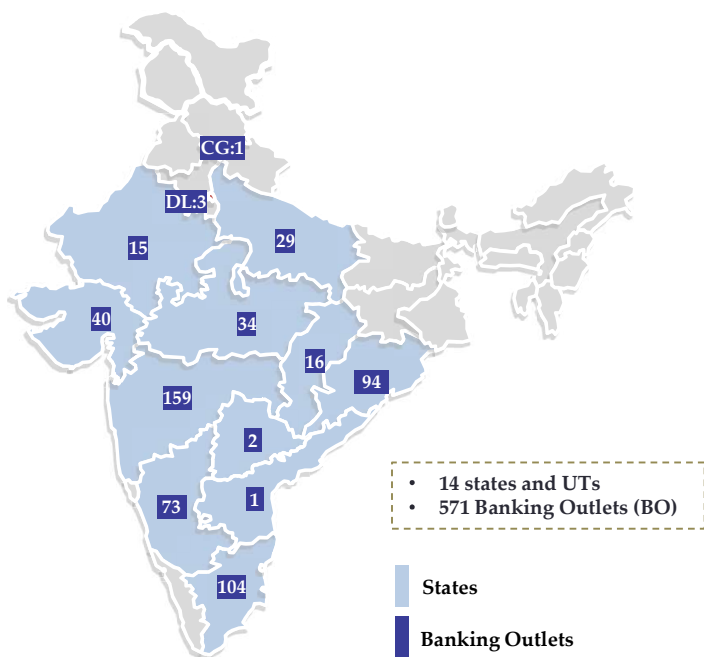 CG:1
DL:3
15
29
40
34
16
94
159
2
73
1
104
• 14 states and UTs
• 571 Banking Outlets (BO)
States
Banking Outlets